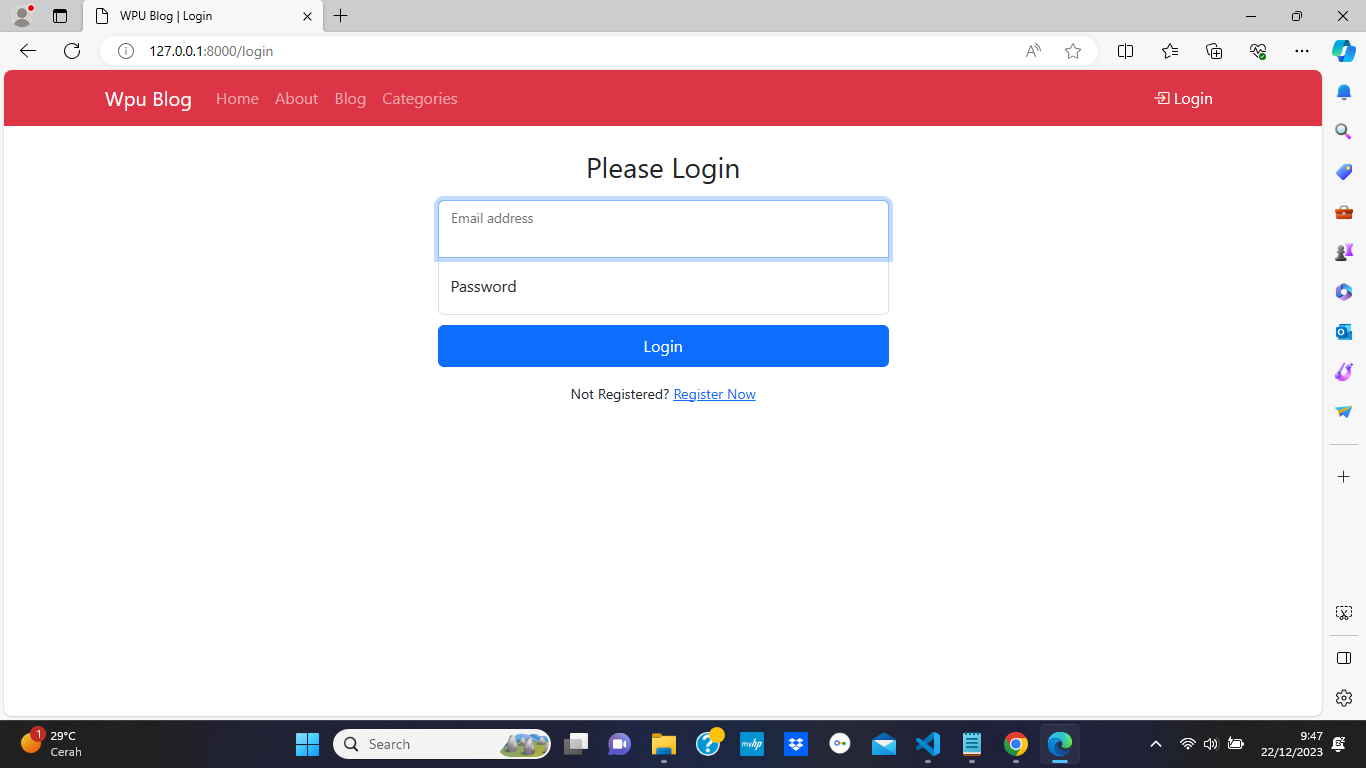 WPU Blog | Login
127.0.0.1:8000/login
Wpu Blog Home About Blog Categories Login
Please Login
Email address
Password
Login
Not Registered? Register Now
1 29°C
Cerah
Search
myhp
9:47
22/12/2023